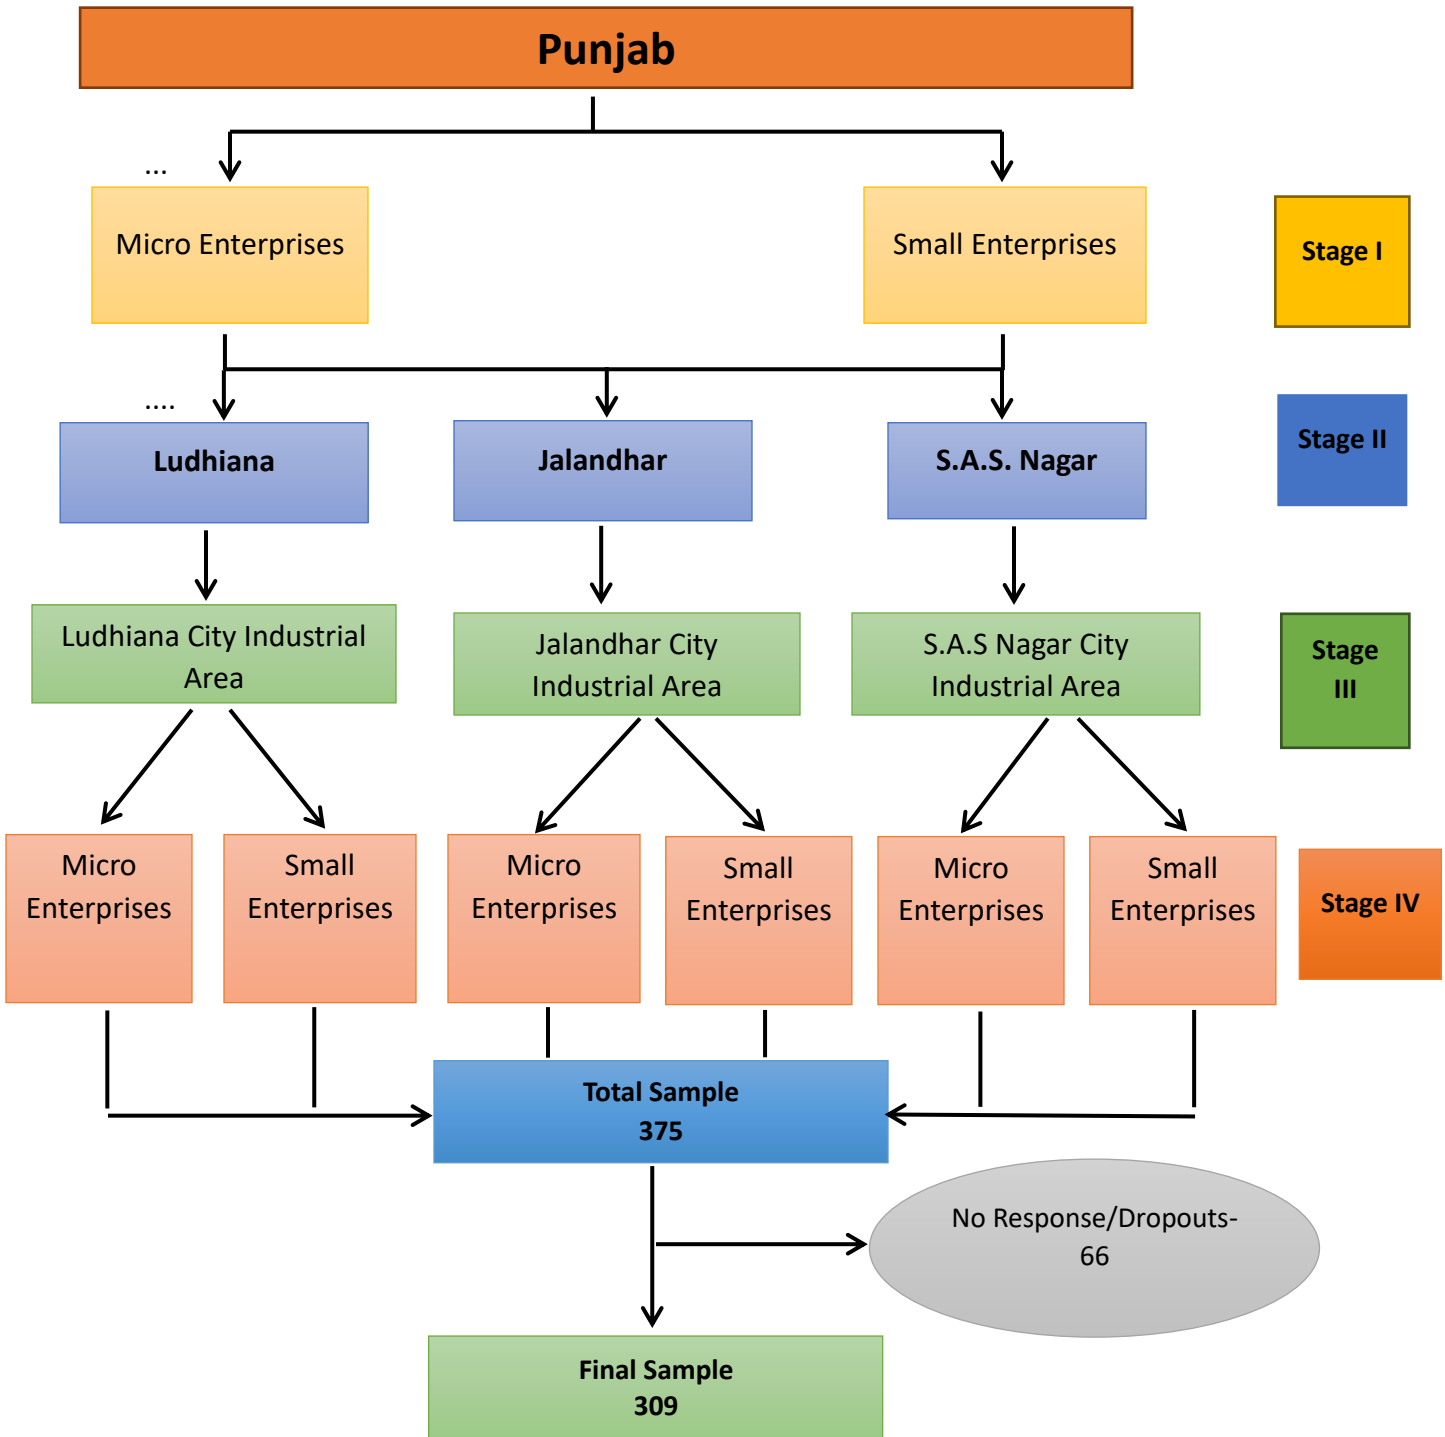 Punjab
...
Micro Enterprises
Small Enterprises
Stage I
....
Ludhiana
Jalandhar
S.A.S. Nagar
Stage II
Ludhiana City Industrial
Area
Jalandhar City
Industrial Area
S.A.S Nagar City
Industrial Area
Stage
III
Micro
Enterprises
Small
Enterprises
Micro
Enterprises
Small
Enterprises
Micro
Enterprises
Small
Enterprises
Stage IV
Total Sample
375
No Response/Dropouts-
66
Final Sample
309